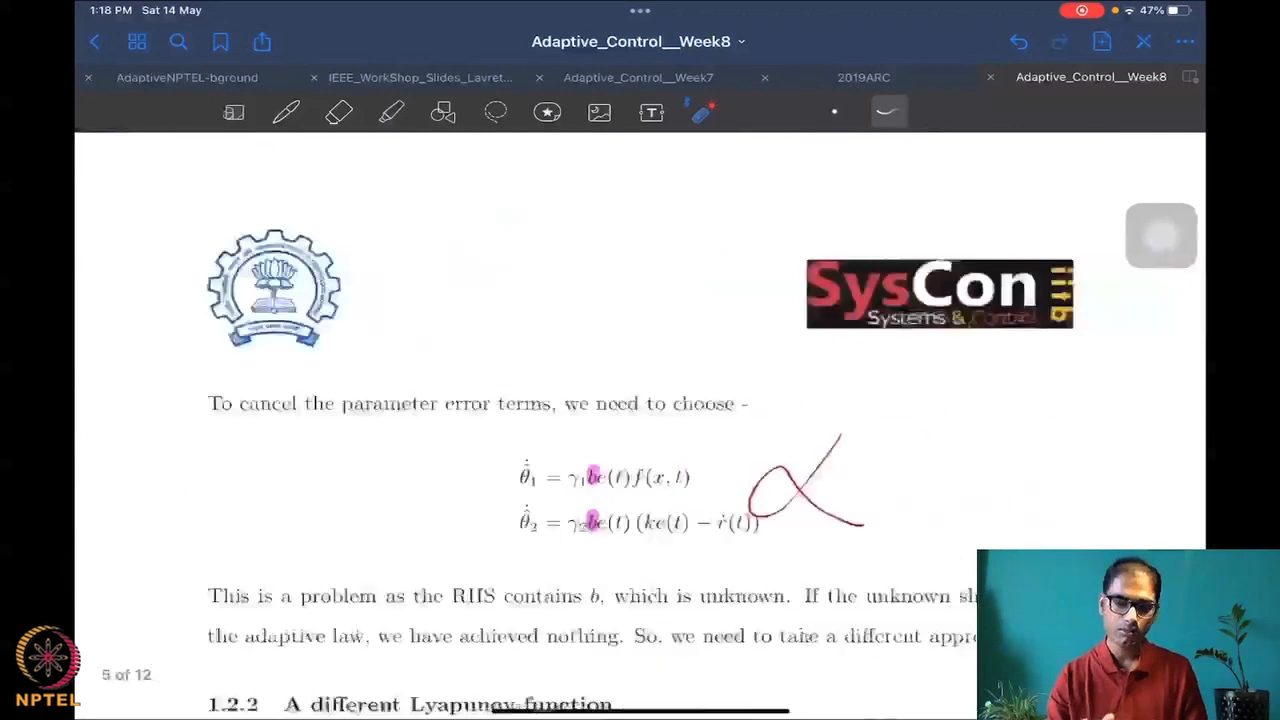 1:18 PM Sat 14 May
47%
Adaptive_Control__Week8
AdaptiveNPTEL-bground
IEEE_WorkShop_Slides_Lavret...
Adaptive_Control__Week7
2019ARC
Adaptive_Control__Week8
T
SysCon
Systems & Control
iitb
To cancel the parameter error terms, we need to choose -
θ̂̇₁ = γ₁be(t)f(x, t)
θ̂̇₂ = γ₂be(t) (ke(t) − ṙ(t))
α
This is a problem as the RHS contains b, which is unknown. If the unknown
the adaptive law, we have achieved nothing. So, we need to take a different
5 of 12
1.2.2 A different Lyapunov function
NPTEL